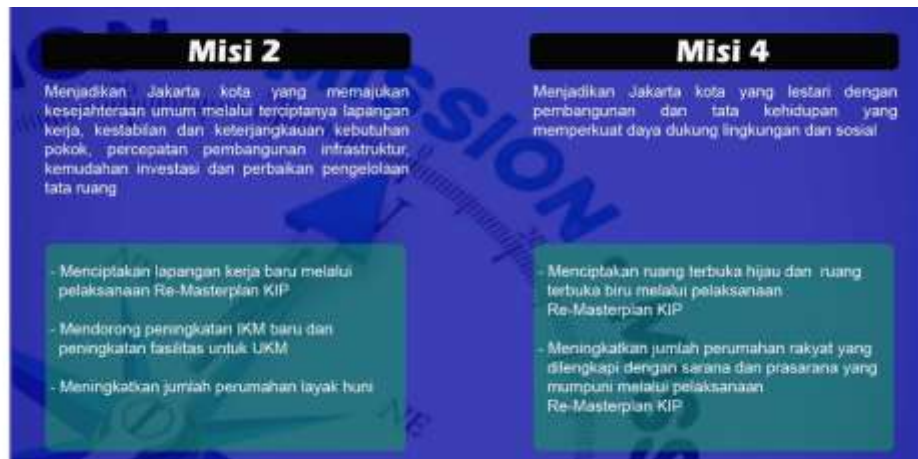 Misi 2
Menjadikan Jakarta kota yang memajukan
kesejahteraan umum melalui terciptanya lapangan
kerja, kestabilan dan keterjangkauan kebutuhan
pokok, percepatan pembangunan infrastruktur,
kemudahan investasi dan perbaikan pengelolaan
tata ruang
- Menciptakan lapangan kerja baru melalui
pelaksanaan Re-Masterplan KIP
- Mendorong peningkatan IKM baru dan
peningkatan fasilitas untuk UKM
- Meningkatkan jumlah perumahan layak huni
Misi 4
Menjadikan Jakarta kota yang lestari dengan
pembangunan dan tata kehidupan yang
memperkuat daya dukung lingkungan dan sosial
- Menciptakan ruang terbuka hijau dan ruang
terbuka biru melalui pelaksanaan
Re-Masterplan KIP
- Meningkatkan jumlah perumahan rakyat yang
dilengkapi dengan sarana dan prasarana yang
mumpuni melalui pelaksanaan
Re-Masterplan KIP
MISSION
NE